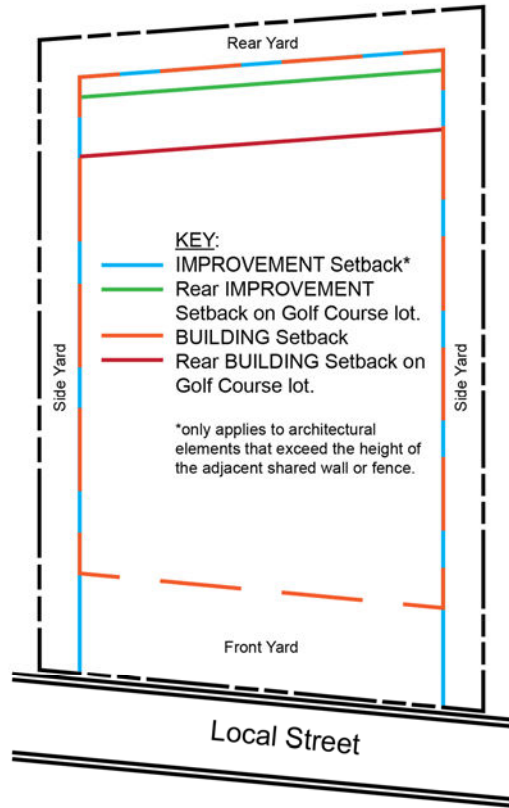 Rear Yard
KEY:
IMPROVEMENT Setback*
Rear IMPROVEMENT
Setback on Golf Course lot.
BUILDING Setback
Rear BUILDING Setback on
Golf Course lot.
Side Yard
Side Yard
*only applies to architectural
elements that exceed the height of
the adjacent shared wall or fence.
Front Yard
Local Street